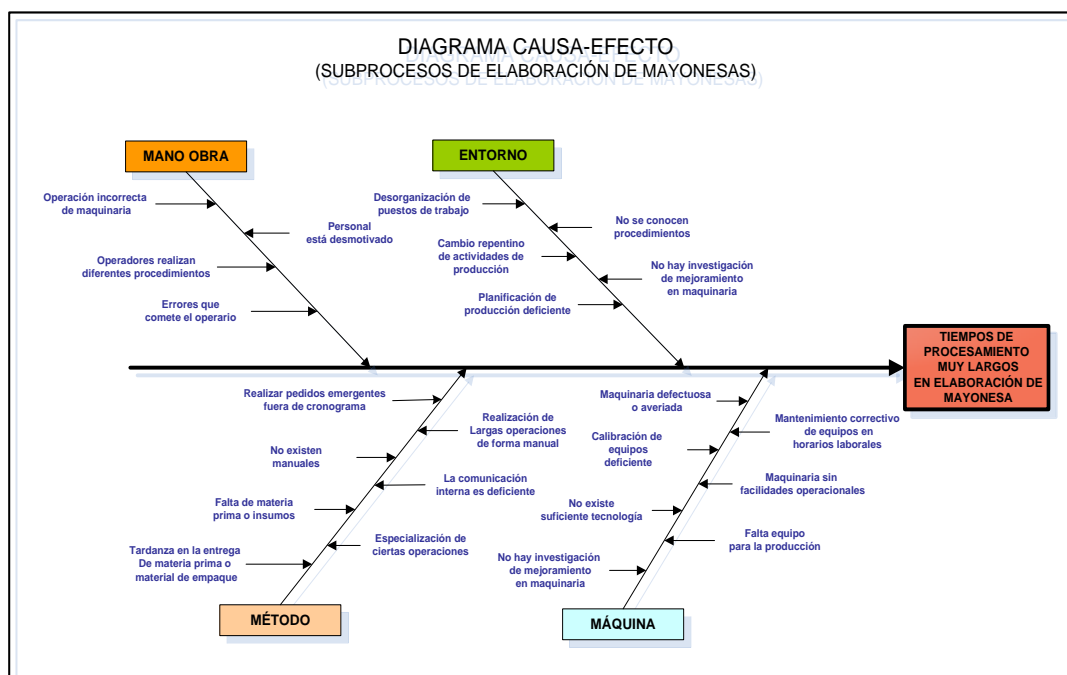 DIAGRAMA CAUSA-EFECTO
(SUBPROCESOS DE ELABORACIÓN DE MAYONESAS)
MANO OBRA
Operación incorrecta
de maquinaria
Personal
está desmotivado
Operadores realizan
diferentes procedimientos
Errores que
comete el operario
ENTORNO
Desorganización de
puestos de trabajo
No se conocen
procedimientos
Cambio repentino
de actividades de
producción
No hay investigación
de mejoramiento
en maquinaria
Planificación de
producción deficiente
TIEMPOS DE
PROCESAMIENTO
MUY LARGOS
EN ELABORACIÓN DE
MAYONESA
Realizar pedidos emergentes
fuera de cronograma
Realización de
Largas operaciones
de forma manual
No existen
manuales
La comunicación
interna es deficiente
Falta de materia
prima o insumos
Especialización de
ciertas operaciones
Tardanza en la entrega
De materia prima o
material de empaque
MÉTODO
Maquinaria defectuosa
o averiada
Mantenimiento correctivo
de equipos en
horarios laborales
Calibración de
equipos
deficiente
Maquinaria sin
facilidades operacionales
No existe
suficiente tecnología
Falta equipo
para la producción
No hay investigación
de mejoramiento
en maquinaria
MÁQUINA